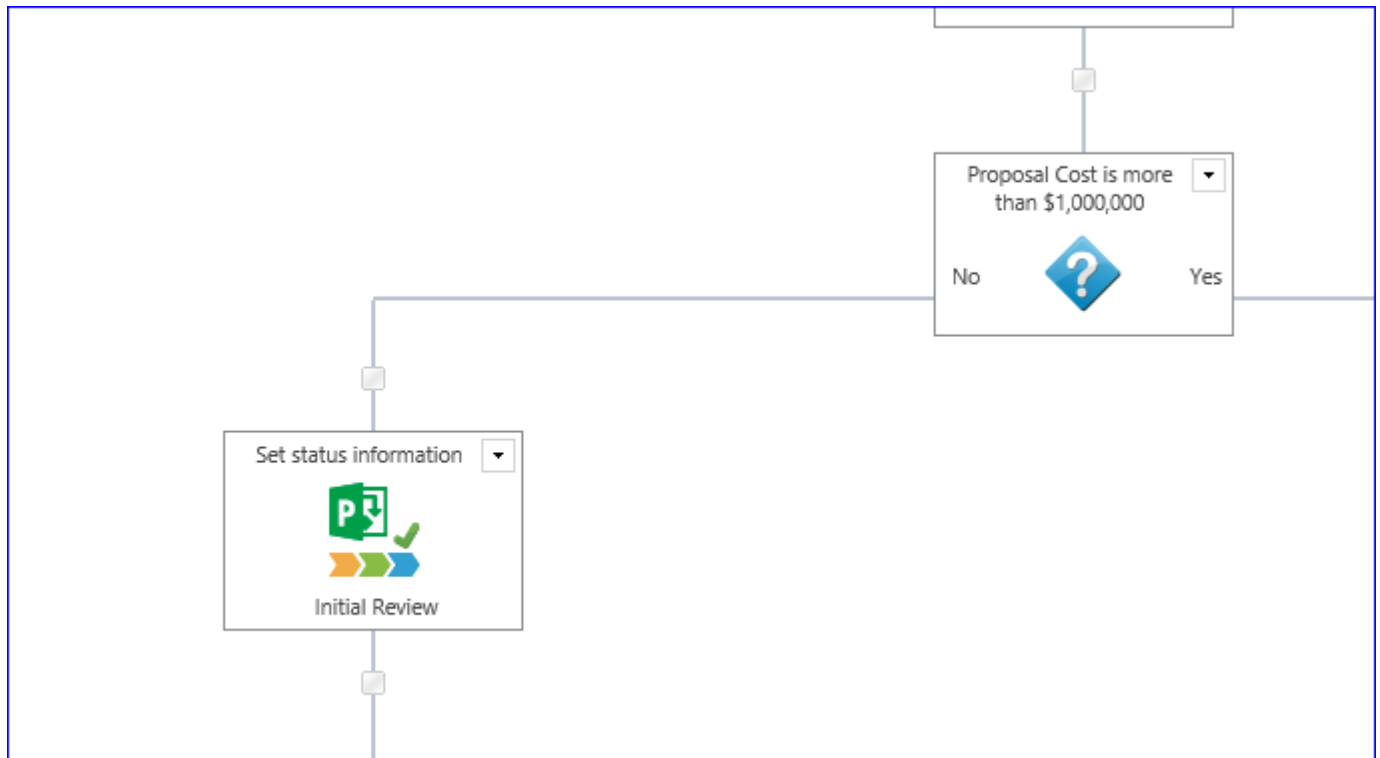 Proposal Cost is more
than $1,000,000
No
Yes
Set status information
P
Initial Review